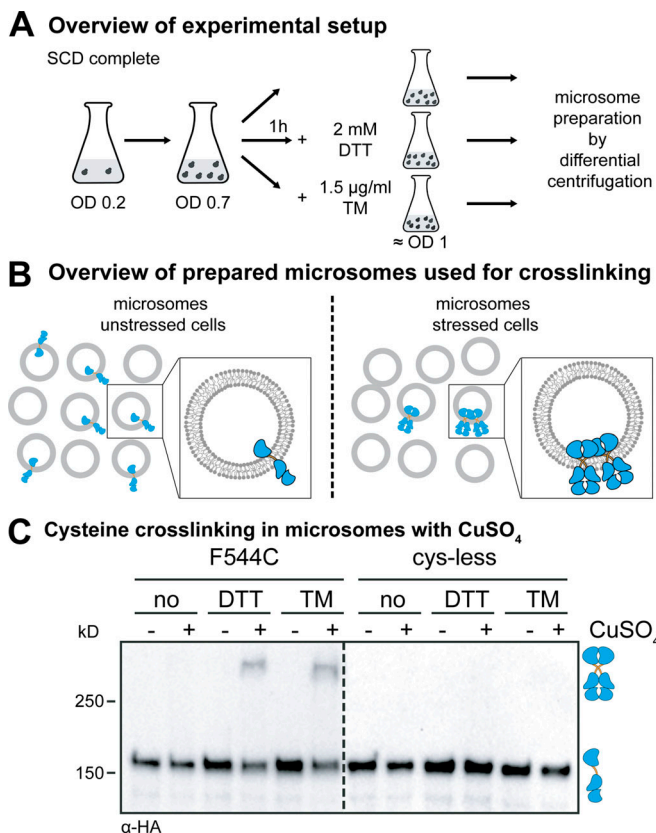 A Overview of experimental setup
SCD complete
OD 0.2
OD 0.7
1h
+
2 mM
DTT
+
1.5 µg/ml
TM
≈ OD 1
microsome
preparation
by
differential
centrifugation
B Overview of prepared microsomes used for crosslinking
microsomes
unstressed cells
microsomes
stressed cells
C Cysteine crosslinking in microsomes with CuSO₄
F544C cys-less
no DTT TM no DTT TM
kD - + - + - + - + - + - + CuSO₄
250
150
α-HA